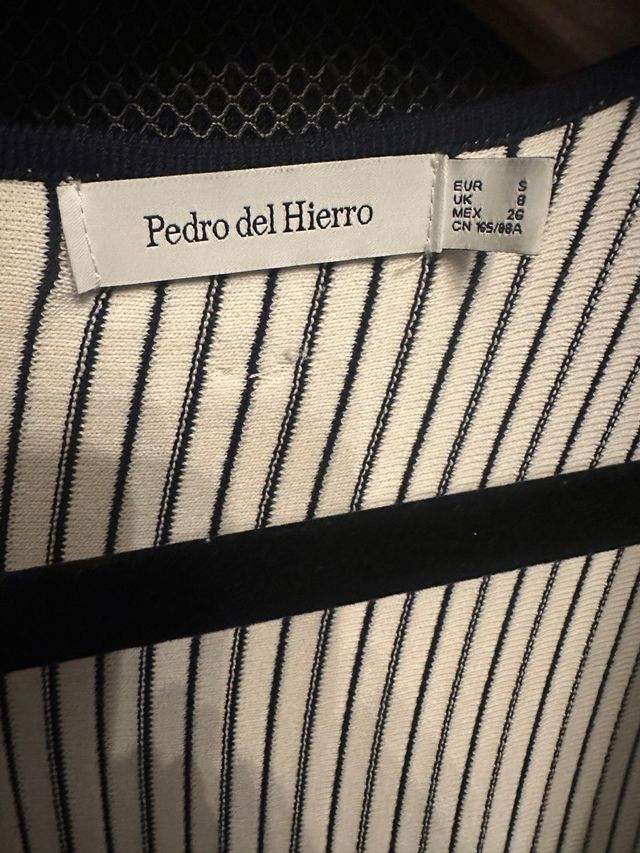 Pedro del Hierro
EUR S
UK 8
MEX 26
CN 165/88A